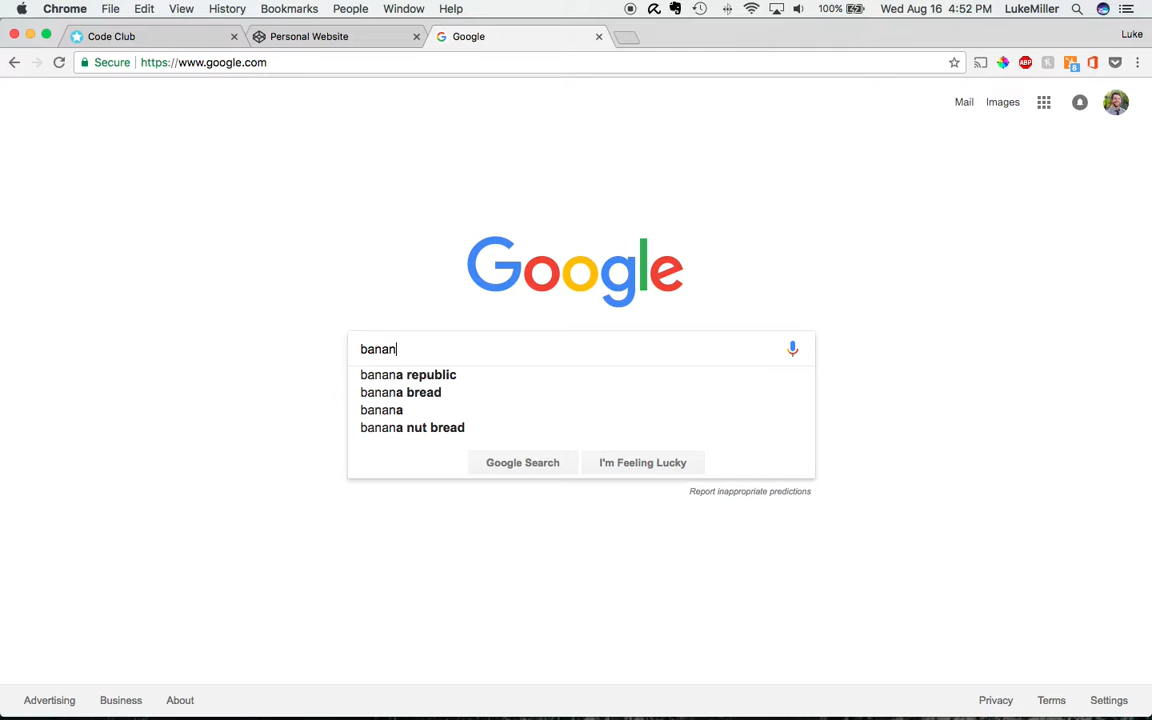 Chrome File Edit View History Bookmarks People Window Help 100% Wed Aug 16 4:52 PM LukeMiller
Code Club Personal Website Google Luke
Secure https://www.google.com ABP 8
Mail Images
Google
banan
banana republic
banana bread
banana
banana nut bread
Google Search I'm Feeling Lucky
Report inappropriate predictions
Advertising Business About Privacy Terms Settings